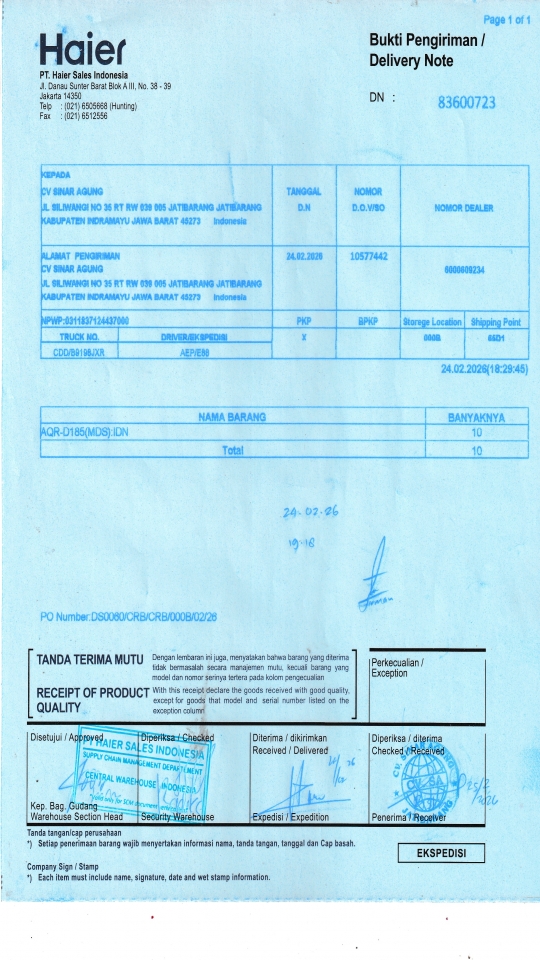 Page 1 of 1
Haier
Bukti Pengiriman /
Delivery Note
PT. Haier Sales Indonesia
Jl. Danau Sunter Barat Blok A III, No. 38 - 39
Jakarta 14350
Telp : (021) 6505668 (Hunting)
Fax : (021) 6512556
DN : 83600723
KEPADA
CV SINAR AGUNG
JL SILIWANGI NO 35 RT RW 039 005 JATIBARANG JATIBARANG
KABUPATEN INDRAMAYU JAWA BARAT 45273 Indonesia
TANGGAL D.N
NOMOR D.O.V/SO
NOMOR DEALER
ALAMAT PENGIRIMAN
CV SINAR AGUNG
JL SILIWANGI NO 35 RT RW 039 005 JATIBARANG JATIBARANG
KABUPATEN INDRAMAYU JAWA BARAT 45273 Indonesia
24.02.2026 10577442
6000609234
NPWP:0311837124437000 PKP BPKP Storege Location Shipping Point
TRUCK NO. DRIVER/EKSPEDISI X 000B 65D1
CDD/B9198JXR AEP/E88
24.02.2026(18:29:45)
NAMA BARANG BANYAKNYA
AQR-D185(MDS):IDN 10
Total 10
24-02-26
19.18
PO Number:DS0060/CRB/CRB/000B/02/26
TANDA TERIMA MUTU
Dengan lembaran ini juga, menyatakan bahwa barang yang diterima
tidak bermasalah secara manajemen mutu, kecuali barang yang
model dan nomor serinya tertera pada kolom pengecualian
RECEIPT OF PRODUCT
QUALITY
With this receipt declare the goods received with good quality,
except for goods that model and serial number listed on the
exception column
Perkecualian /
Exception
Disetujui / Approved
Diperiksa / Checked
Diterima / dikirimkan
Received / Delivered
Diperiksa / diterima
Checked / Received
PT HAIER SALES INDONESIA
SUPPLY CHAIN MANAGEMENT DEPARTMENT
CENTRAL WAREHOUSE INDONESIA
25/2
2026
Kep. Bag. Gudang
Warehouse Section Head
Security Warehouse
Expedisi / Expedition
Penerima / Receiver
Tanda tangan/cap perusahaan
*) Setiap penerimaan barang wajib menyertakan informasi nama, tanda tangan, tanggal dan Cap basah.
EKSPEDISI
Company Sign / Stamp
*) Each item must include name, signature, date and wet stamp information.